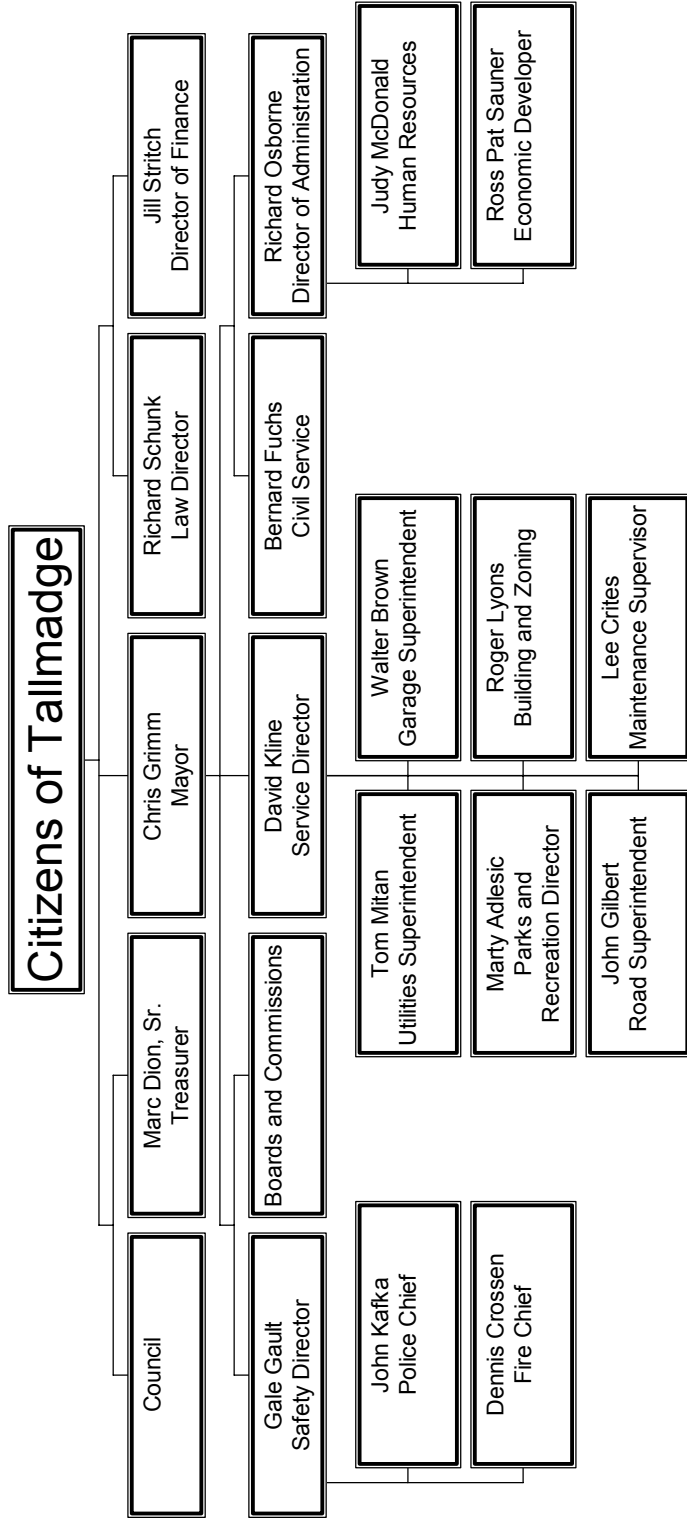 Citizens of Tallmadge
Council
Marc Dion, Sr.
Treasurer
Chris Grimm
Mayor
Richard Schunk
Law Director
Jill Stritch
Director of Finance
Gale Gault
Safety Director
Boards and Commissions
David Kline
Service Director
Bernard Fuchs
Civil Service
Richard Osborne
Director of Administration
John Kafka
Police Chief
Dennis Crossen
Fire Chief
Tom Mitan
Utilities Superintendent
Walter Brown
Garage Superintendent
Marty Adlesic
Parks and
Recreation Director
Roger Lyons
Building and Zoning
John Gilbert
Road Superintendent
Lee Crites
Maintenance Supervisor
Judy McDonald
Human Resources
Ross Pat Sauner
Economic Developer